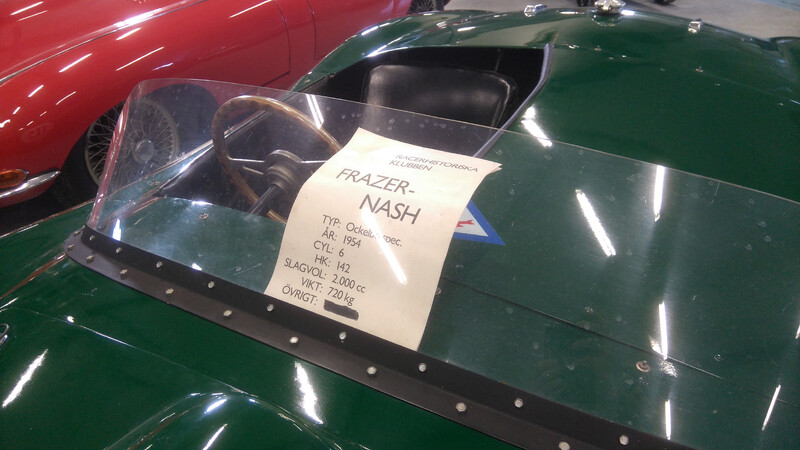 RACERHISTORISKA
KLUBBEN
FRAZER-
NASH
TYP: Ockelbospec.
ÅR: 1954
CYL: 6
HK: 142
SLAGVOL: 2.000 cc
VIKT: 720 kg
ÖVRIGT: